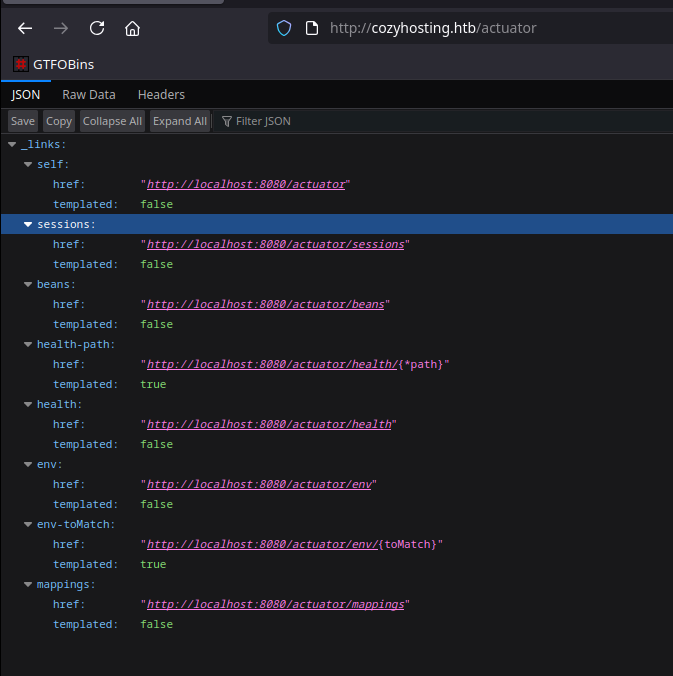 http://cozyhosting.htb/actuator
GTFOBins
JSON Raw Data Headers
Save Copy Collapse All Expand All Filter JSON
_links:
self:
href: "http://localhost:8080/actuator"
templated: false
sessions:
href: "http://localhost:8080/actuator/sessions"
templated: false
beans:
href: "http://localhost:8080/actuator/beans"
templated: false
health-path:
href: "http://localhost:8080/actuator/health/{*path}"
templated: true
health:
href: "http://localhost:8080/actuator/health"
templated: false
env:
href: "http://localhost:8080/actuator/env"
templated: false
env-toMatch:
href: "http://localhost:8080/actuator/env/{toMatch}"
templated: true
mappings:
href: "http://localhost:8080/actuator/mappings"
templated: false